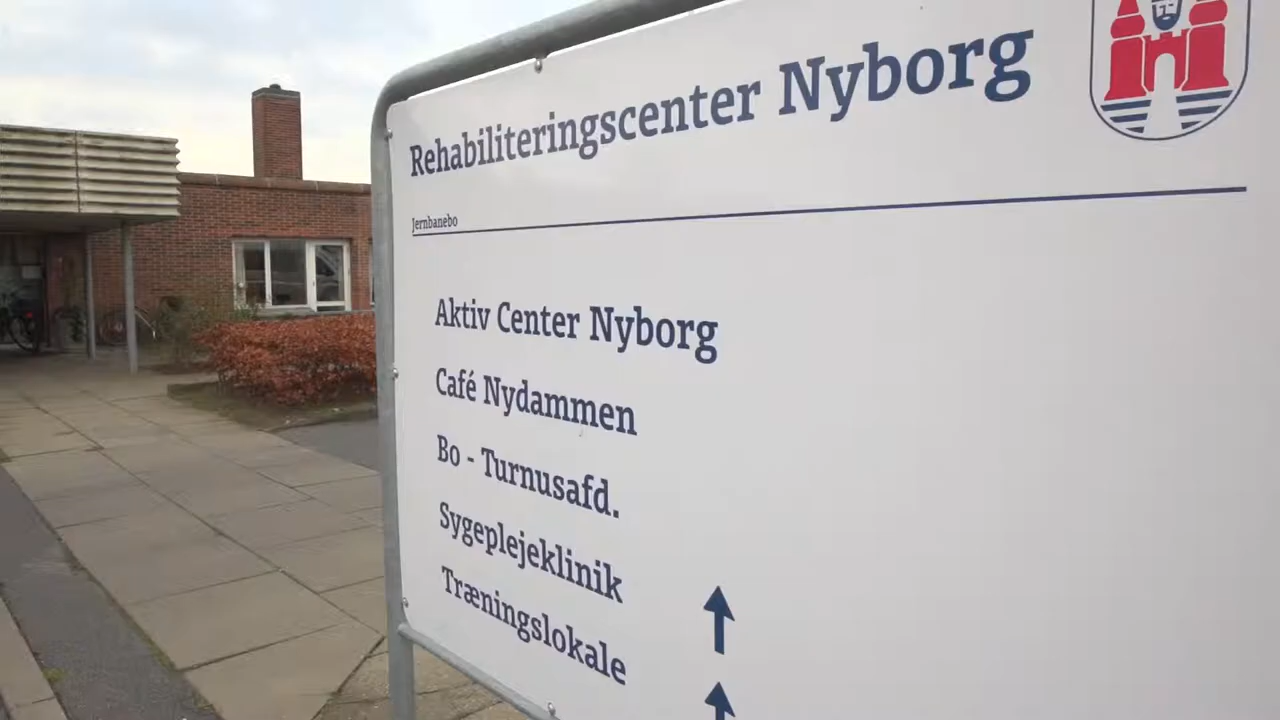 Rehabiliteringscenter Nyborg
Jernbanebo
Aktiv Center Nyborg
Café Nydammen
Bo - Turnusafd.
Sygeplejeklinik
Træningslokale